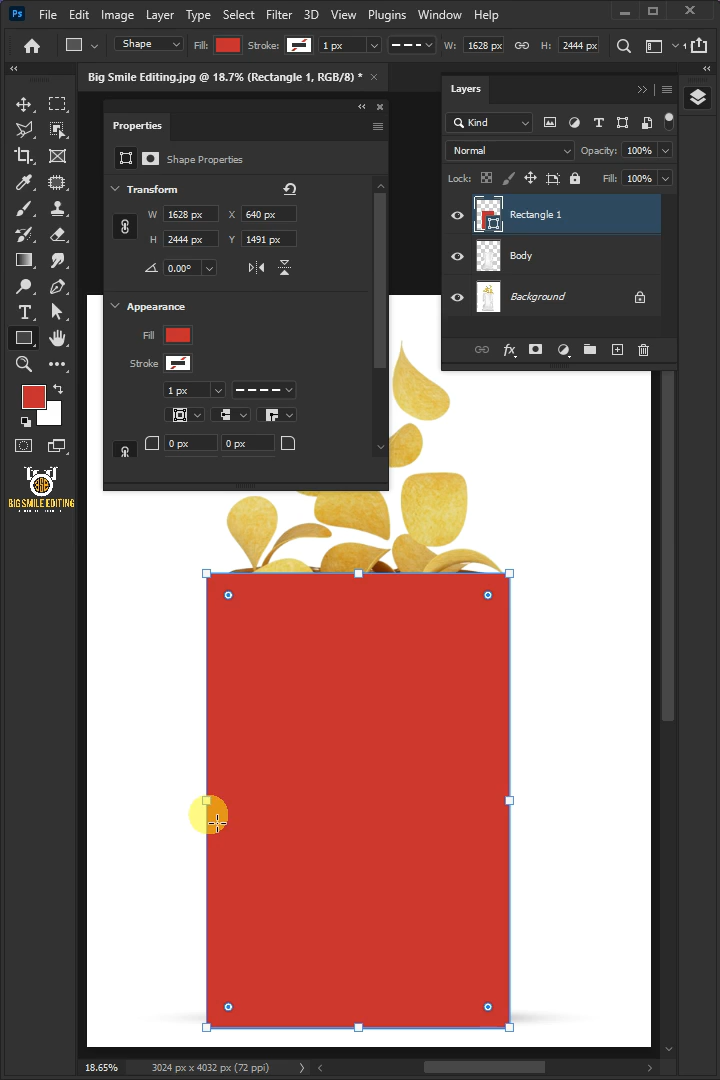 Ps File Edit Image Layer Type Select Filter 3D View Plugins Window Help
Shape Fill: Stroke: 1 px W: 1628 px H: 2444 px
Big Smile Editing.jpg @ 18.7% (Rectangle 1, RGB/8) *
Properties
Shape Properties
Transform
W 1628 px X 640 px
H 2444 px Y 1491 px
0.00°
Appearance
Fill
Stroke
1 px
0 px 0 px
Layers
Kind
Normal Opacity: 100%
Lock: Fill: 100%
Rectangle 1
Body
Background
fx
BIG SMILE EDITING
18.65% 3024 px x 4032 px (72 ppi)